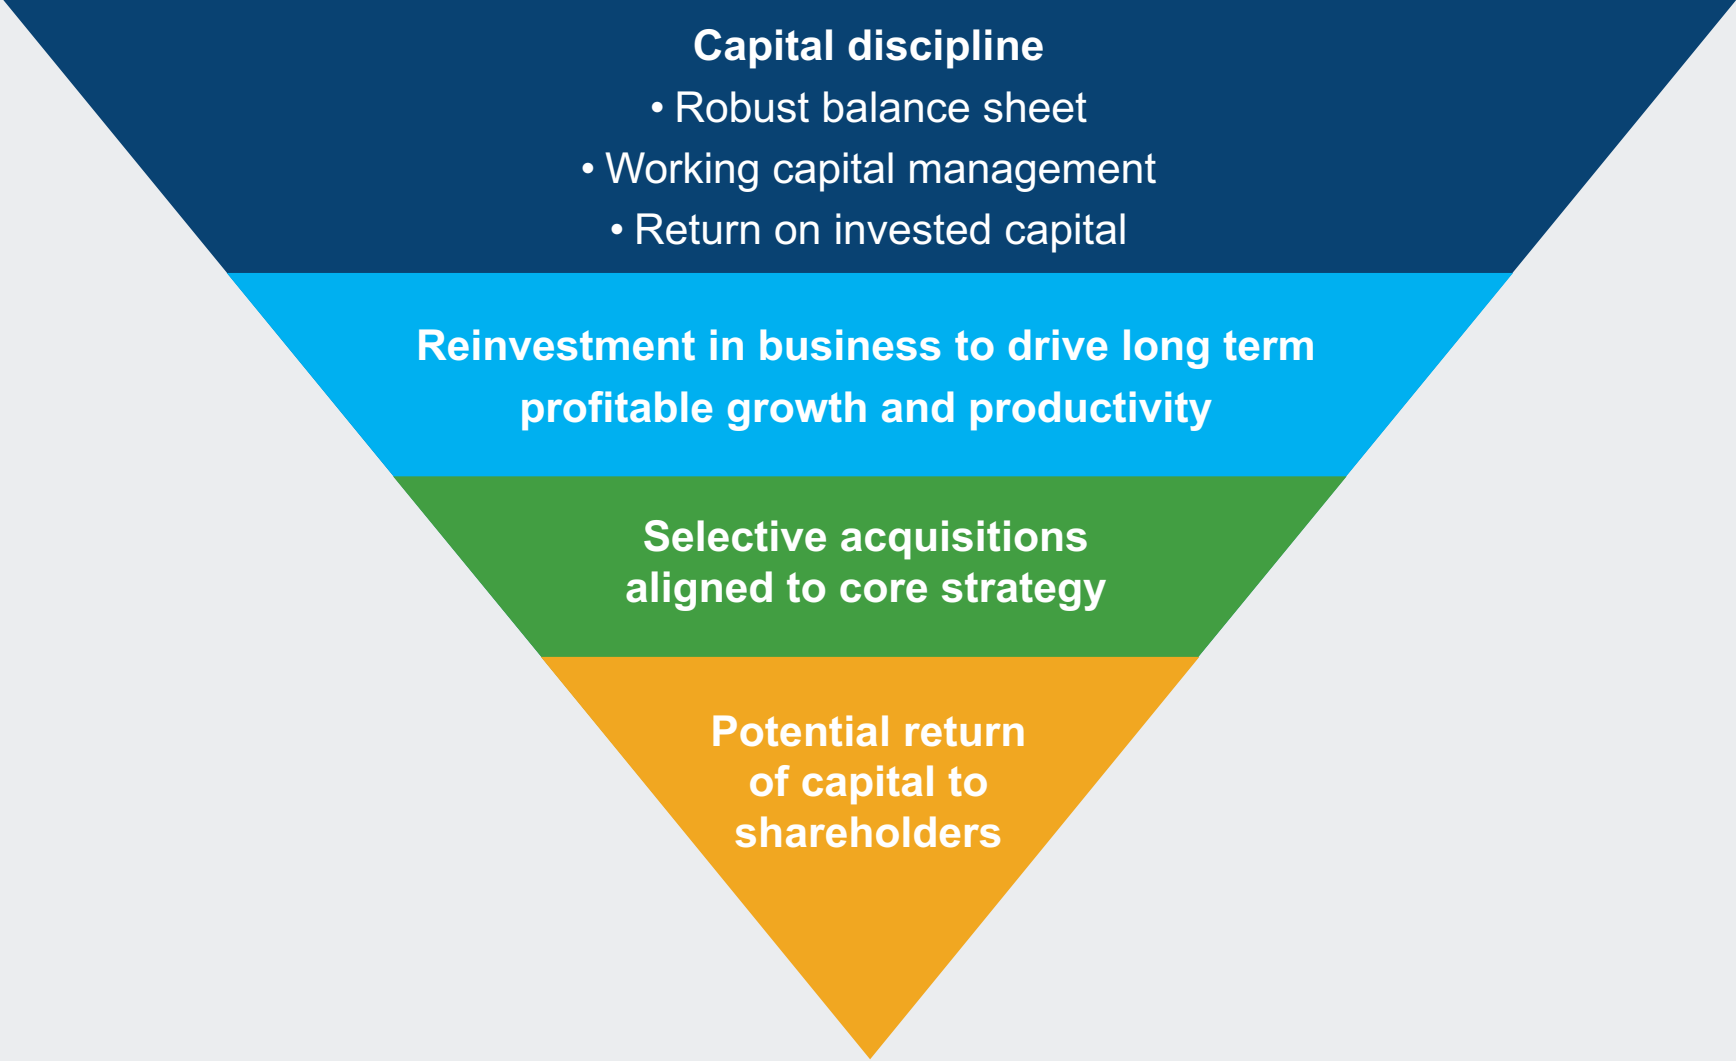 Capital discipline
• Robust balance sheet
• Working capital management
• Return on invested capital
Reinvestment in business to drive long term
profitable growth and productivity
Selective acquisitions
aligned to core strategy
Potential return
of capital to
shareholders